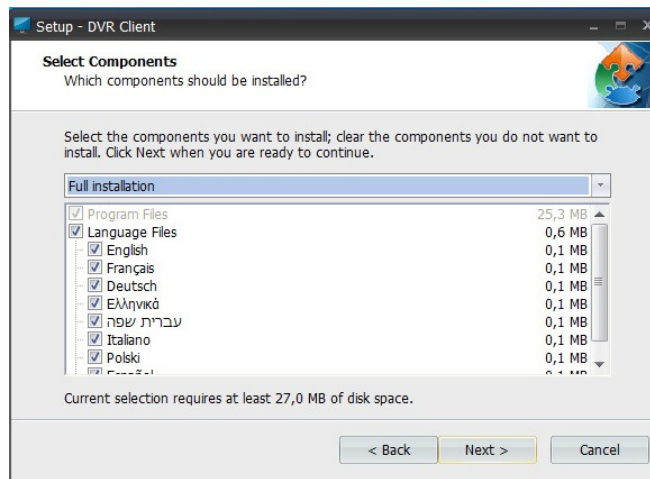 Setup - DVR Client
Select Components
Which components should be installed?
Select the components you want to install; clear the components you do not want to
install. Click Next when you are ready to continue.
Full installation
Program Files 25,3 MB
Language Files 0,6 MB
English 0,1 MB
Français 0,1 MB
Deutsch 0,1 MB
Ελληνικά 0,1 MB
עברית שפה 0,1 MB
Italiano 0,1 MB
Polski 0,1 MB
Español 0,1 MB
Current selection requires at least 27,0 MB of disk space.
< Back Next > Cancel